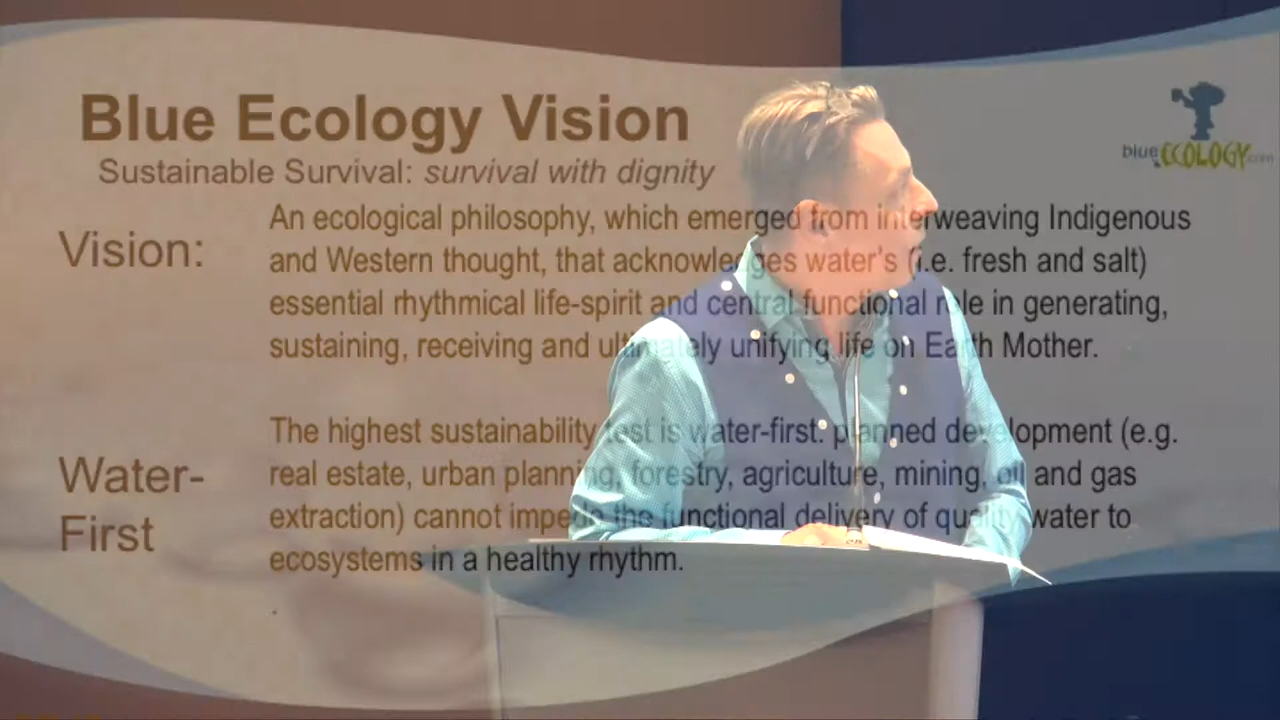 Blue Ecology Vision
Sustainable Survival: survival with dignity
blueECOLOGY.com
Vision:
An ecological philosophy, which emerged from interweaving Indigenous
and Western thought, that acknowledges water's (i.e. fresh and salt)
essential rhythmical life-spirit and central functional role in generating,
sustaining, receiving and ultimately unifying life on Earth Mother.
Water-
First
The highest sustainability test is water-first: planned development (e.g.
real estate, urban planning, forestry, agriculture, mining, oil and gas
extraction) cannot impede the functional delivery of quality water to
ecosystems in a healthy rhythm.